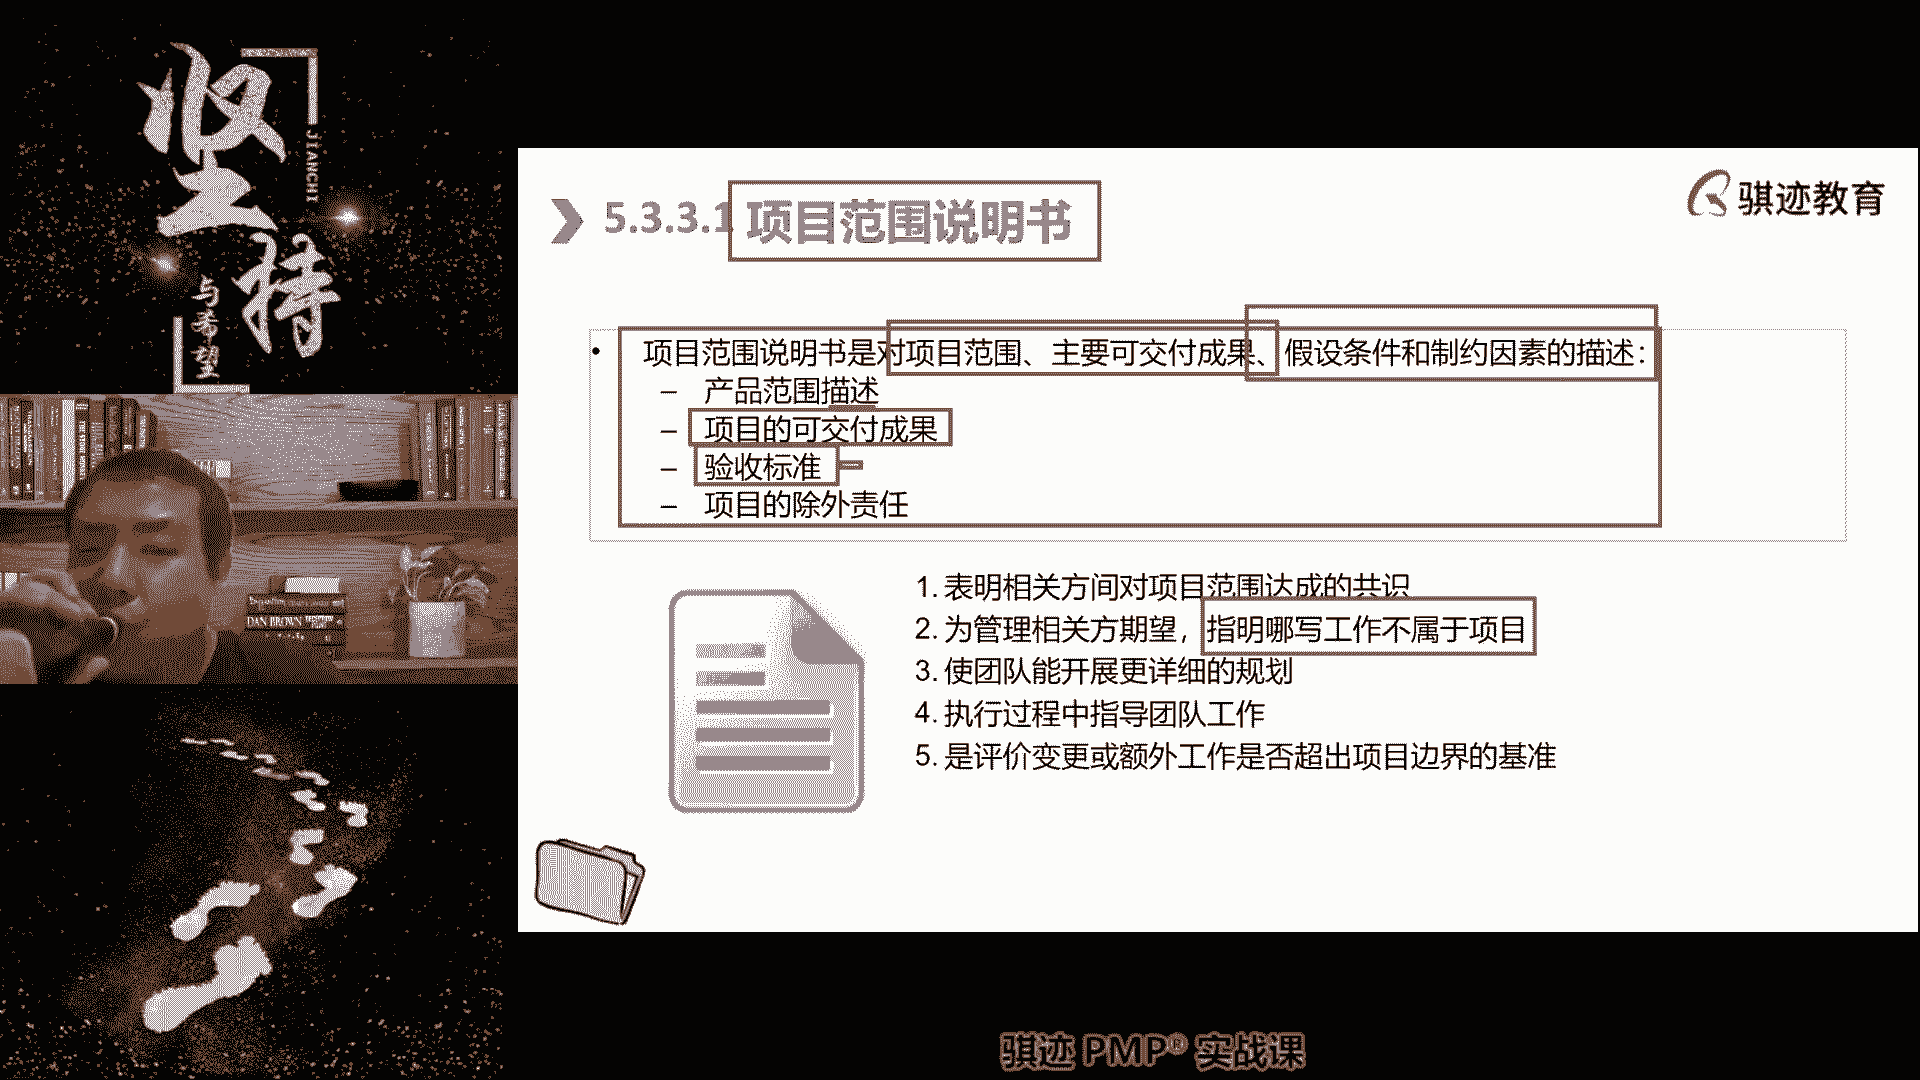 坚持
JIANCHI
与希望
骐迹教育
5.3.3.1 项目范围说明书
• 项目范围说明书是对项目范围、主要可交付成果、假设条件和制约因素的描述：
– 产品范围描述
– 项目的可交付成果
– 验收标准
– 项目的除外责任
1. 表明相关方间对项目范围达成的共识
2. 为管理相关方期望，指明哪写工作不属于项目
3. 使团队能开展更详细的规划
4. 执行过程中指导团队工作
5. 是评价变更或额外工作是否超出项目边界的基准
DAN BROWN
骐迹 PMP® 实战课